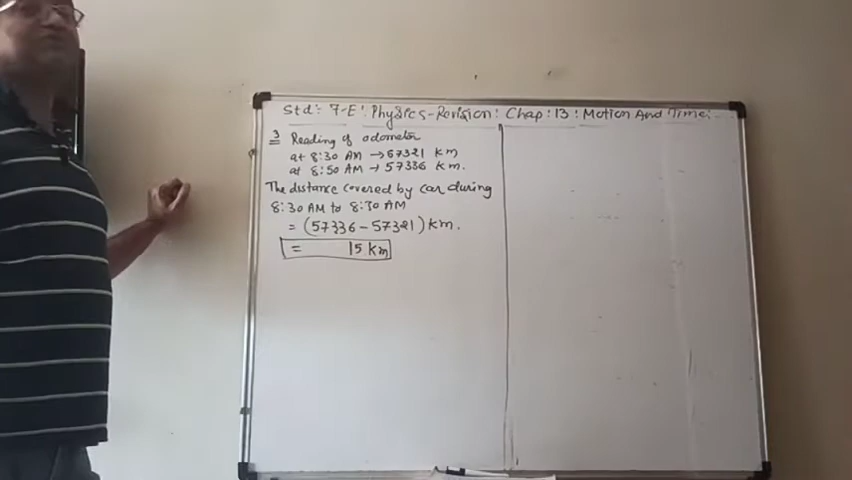 Std: 7-E: Physics-Revision: Chap: 13: Motion And Time:
3 Reading of odometer
at 8:30 AM → 57321 KM
at 8:50 AM → 57336 KM.
The distance covered by car during
8:30 AM to 8:30 AM
= (57336 - 57321) km.
= 15 Km